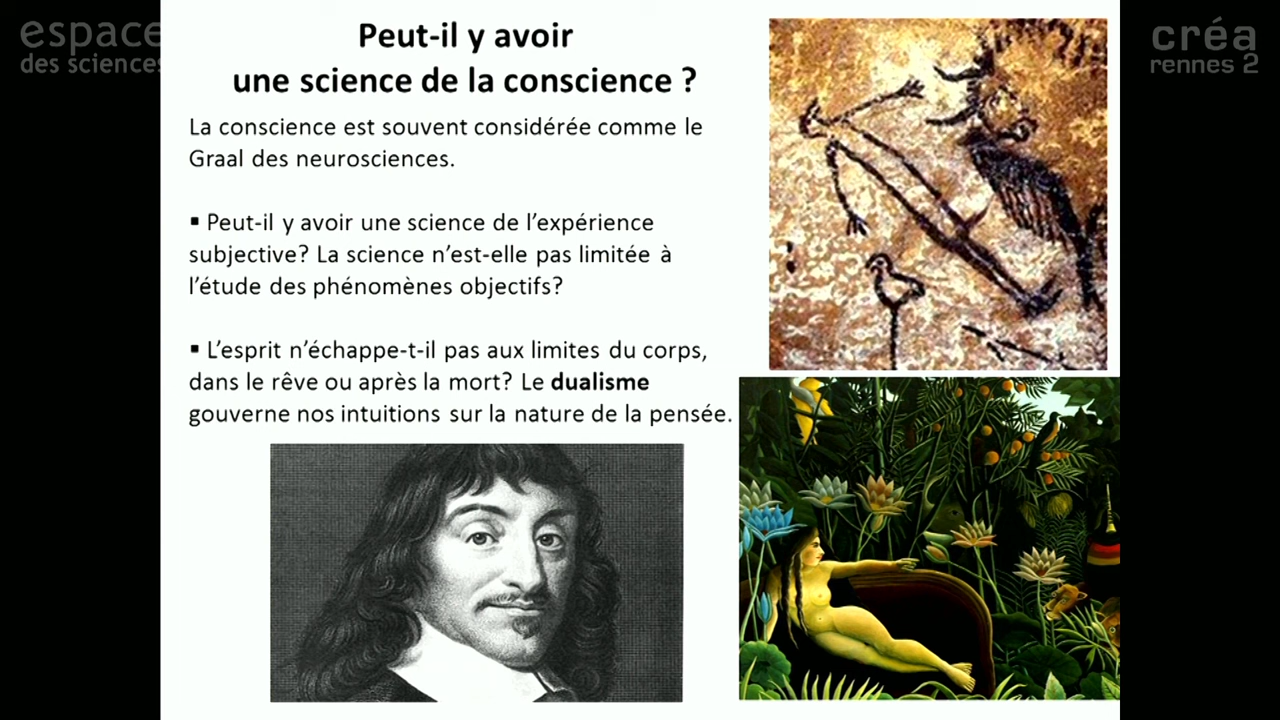 espace
des sciences
créa
rennes 2
Peut-il y avoir
une science de la conscience ?
La conscience est souvent considérée comme le
Graal des neurosciences.
▪ Peut-il y avoir une science de l’expérience
subjective? La science n’est-elle pas limitée à
l’étude des phénomènes objectifs?
▪ L’esprit n’échappe-t-il pas aux limites du corps,
dans le rêve ou après la mort? Le dualisme
gouverne nos intuitions sur la nature de la pensée.